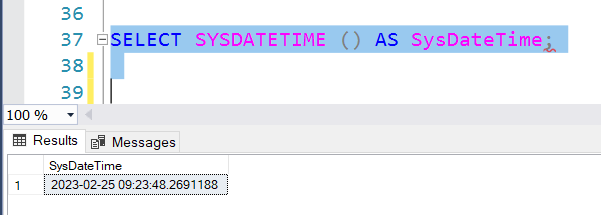 36
37 SELECT SYSDATETIME () AS SysDateTime;
38
39
100 %
Results Messages
SysDateTime
1 2023-02-25 09:23:48.2691188